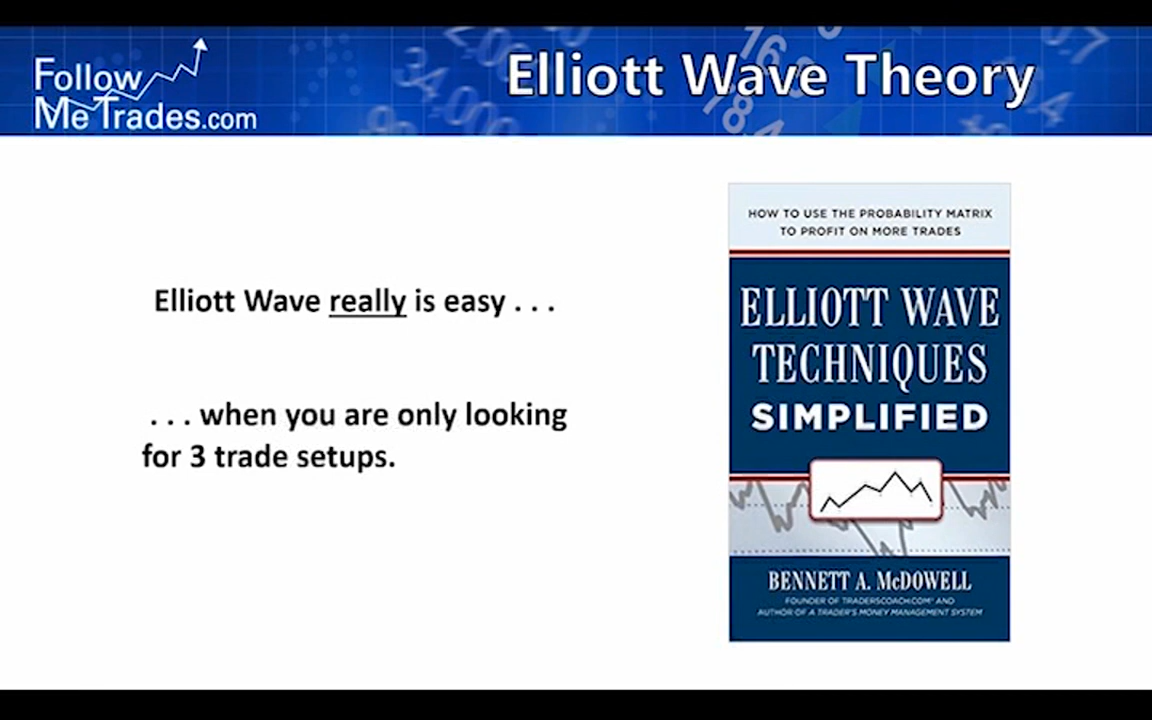 Follow
Me Trades.com
Elliott Wave Theory
Elliott Wave really is easy . . .
. . . when you are only looking
for 3 trade setups.
HOW TO USE THE PROBABILITY MATRIX
TO PROFIT ON MORE TRADES
ELLIOTT WAVE
TECHNIQUES
SIMPLIFIED
BENNETT A. McDOWELL
FOUNDER OF TRADERSCOACH.COM® AND
AUTHOR OF A TRADER'S MONEY MANAGEMENT SYSTEM